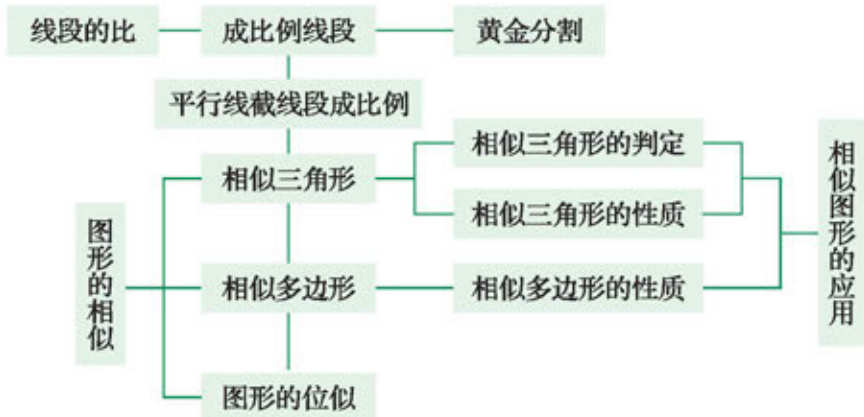 线段的比
成比例线段
黄金分割
平行线截线段成比例
相似三角形
相似三角形的判定
相似三角形的性质
图形的相似
相似多边形
相似多边形的性质
相似图形的应用
图形的位似